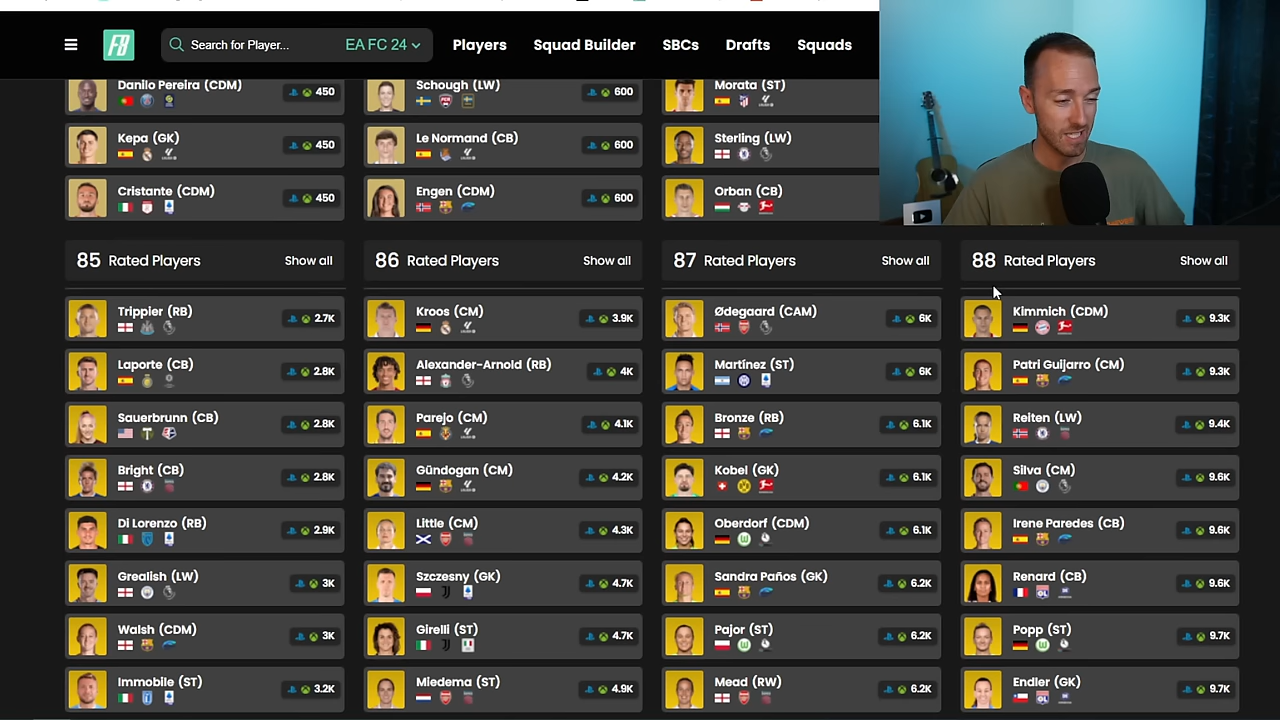 FB
Search for Player...
EA FC 24
Players
Squad Builder
SBCs
Drafts
Squads
Danilo Pereira (CDM)
450
Schough (LW)
600
Morata (ST)
Kepa (GK)
450
Le Normand (CB)
600
Sterling (LW)
Cristante (CDM)
450
Engen (CDM)
600
Orban (CB)
85 Rated Players
Show all
86 Rated Players
Show all
87 Rated Players
Show all
88 Rated Players
Show all
Trippier (RB)
2.7K
Kroos (CM)
3.9K
Ødegaard (CAM)
6K
Kimmich (CDM)
9.3K
Laporte (CB)
2.8K
Alexander-Arnold (RB)
4K
Martínez (ST)
6K
Patri Guijarro (CM)
9.3K
Sauerbrunn (CB)
2.8K
Parejo (CM)
4.1K
Bronze (RB)
6.1K
Reiten (LW)
9.4K
Bright (CB)
2.8K
Gündogan (CM)
4.2K
Kobel (GK)
6.1K
Silva (CM)
9.6K
Di Lorenzo (RB)
2.9K
Little (CM)
4.3K
Oberdorf (CDM)
6.1K
Irene Paredes (CB)
9.6K
Grealish (LW)
3K
Szczesny (GK)
4.7K
Sandra Paños (GK)
6.2K
Renard (CB)
9.6K
Walsh (CDM)
3K
Girelli (ST)
4.7K
Pajor (ST)
6.2K
Popp (ST)
9.7K
Immobile (ST)
3.2K
Miedema (ST)
4.9K
Mead (RW)
6.2K
Endler (GK)
9.7K